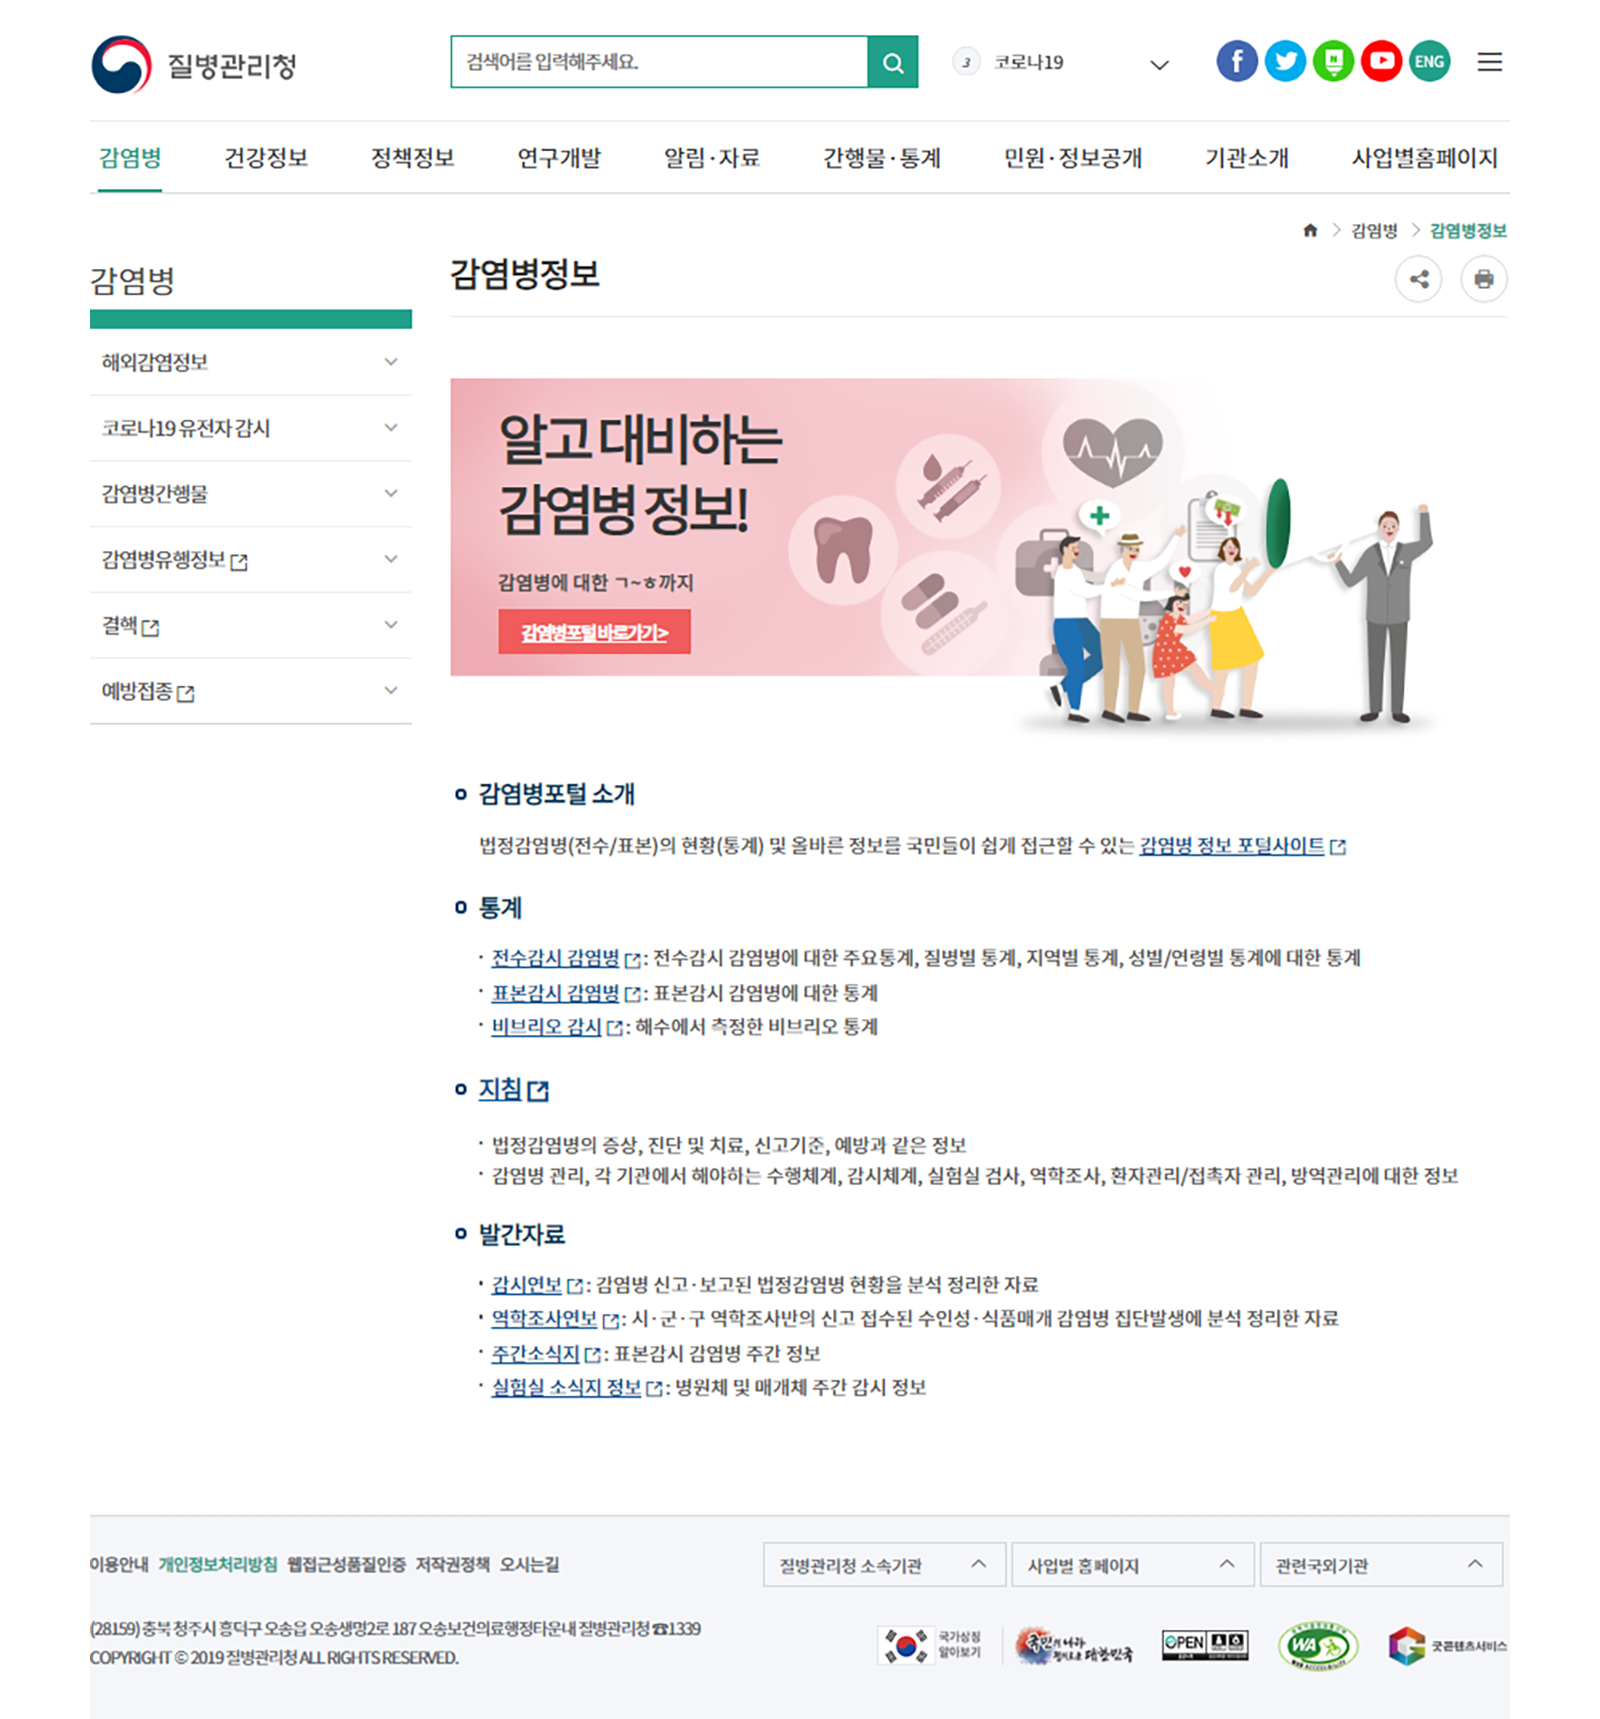 질병관리청
검색어를 입력해주세요.
3 코로나19
ENG
감염병 건강정보 정책정보 연구개발 알림·자료 간행물·통계 민원·정보공개 기관소개 사업별홈페이지
감염병 > 감염병정보
감염병
해외감염정보
코로나19 유전자 감시
감염병간행물
감염병유행정보
결핵
예방접종
감염병정보
알고 대비하는
감염병 정보!
감염병에 대한 ㄱ~ㅎ까지
감염병포털 바로가기>
감염병포털 소개
법정감염병(전수/표본)의 현황(통계) 및 올바른 정보를 국민들이 쉽게 접근할 수 있는 감염병 정보 포털사이트
통계
· 전수감시 감염병 : 전수감시 감염병에 대한 주요통계, 질병별 통계, 지역별 통계, 성별/연령별 통계에 대한 통계
· 표본감시 감염병 : 표본감시 감염병에 대한 통계
· 비브리오 감시 : 해수에서 측정한 비브리오 통계
지침
· 법정감염병의 증상, 진단 및 치료, 신고기준, 예방과 같은 정보
· 감염병 관리, 각 기관에서 해야하는 수행체계, 감시체계, 실험실 검사, 역학조사, 환자관리/접촉자 관리, 방역관리에 대한 정보
발간자료
· 감시연보 : 감염병 신고·보고된 법정감염병 현황을 분석 정리한 자료
· 역학조사연보 : 시·군·구 역학조사반의 신고 접수된 수인성·식품매개 감염병 집단발생에 분석 정리한 자료
· 주간소식지 : 표본감시 감염병 주간 정보
· 실험실 소식지 정보 : 병원체 및 매개체 주간 감시 정보
이용안내 개인정보처리방침 웹접근성품질인증 저작권정책 오시는길
질병관리청 소속기관 사업별 홈페이지 관련국외기관
(28159) 충북 청주시 흥덕구 오송읍 오송생명2로 187 오송보건의료행정타운내 질병관리청 ☎1339
COPYRIGHT © 2019 질병관리청 ALL RIGHTS RESERVED.
국가상징
알아보기
국민의 나라
정의로운 대한민국
OPEN
WA
WEB ACCESSIBILITY
굿콘텐츠서비스